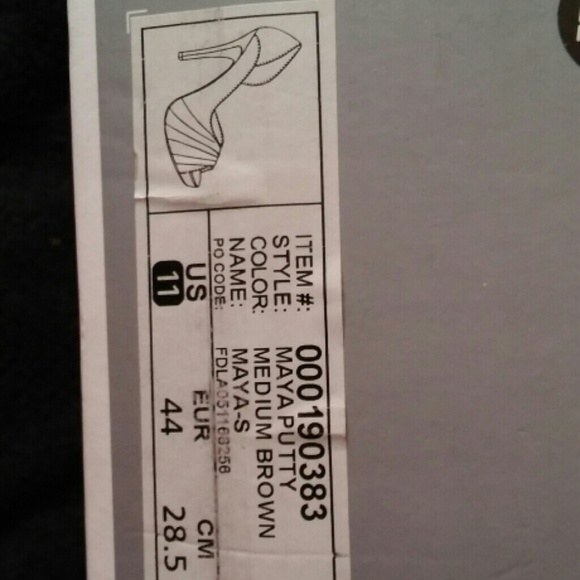 ITEM #: 000190383
STYLE: MAYA PUTTY
COLOR: MEDIUM BROWN
NAME: MAYA-S
PO CODE: FDLA051168256
US EUR CM
11 44 28.5